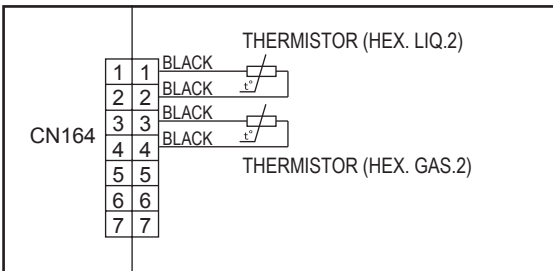 THERMISTOR (HEX. LIQ.2)
1 1 BLACK
t°
2 2 BLACK
3 3 BLACK
t°
CN164
4 4 BLACK
THERMISTOR (HEX. GAS.2)
5 5
6 6
7 7